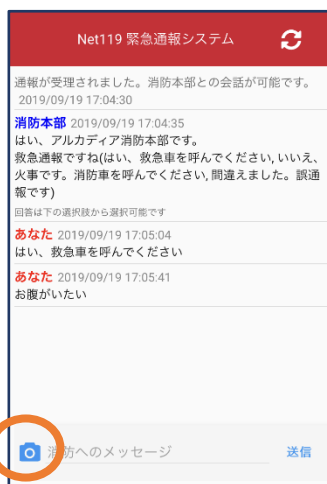 Net119 緊急通報システム
通報が受理されました。消防本部との会話が可能です。
2019/09/19 17:04:30
消防本部 2019/09/19 17:04:35
はい、アルカディア消防本部です。
救急通報ですね(はい、救急車を呼んでください, いいえ、
火事です。消防車を呼んでください, 間違えました。誤通
報です)
回答は下の選択肢から選択可能です
あなた 2019/09/19 17:05:04
はい、救急車を呼んでください
あなた 2019/09/19 17:05:41
お腹がいたい
消防へのメッセージ
送信